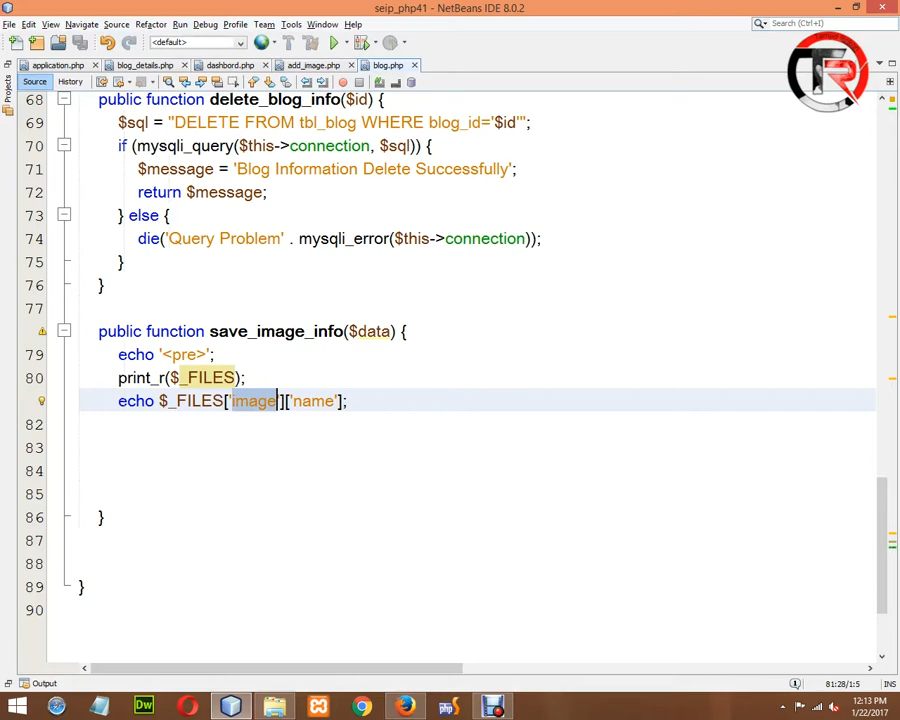 seip_php41 - NetBeans IDE 8.0.2
File Edit View Navigate Source Refactor Run Debug Profile Team Tools Window Help
Search (Ctrl+I)
<default>
application.php blog_details.php dashbord.php add_image.php blog.php
Source History
Projects
68 public function delete_blog_info($id) {
69 $sql = "DELETE FROM tbl_blog WHERE blog_id='$id'";
70 if (mysqli_query($this->connection, $sql)) {
71 $message = 'Blog Information Delete Successfully';
72 return $message;
73 } else {
74 die('Query Problem' . mysqli_error($this->connection));
75 }
76 }
77
public function save_image_info($data) {
79 echo '<pre>';
80 print_r($_FILES);
echo $_FILES['image']['name'];
82
83
84
85
86 }
87
88
89 }
90
Output
81:28/1:5 INS
Dw
php
12:13 PM
1/22/2017